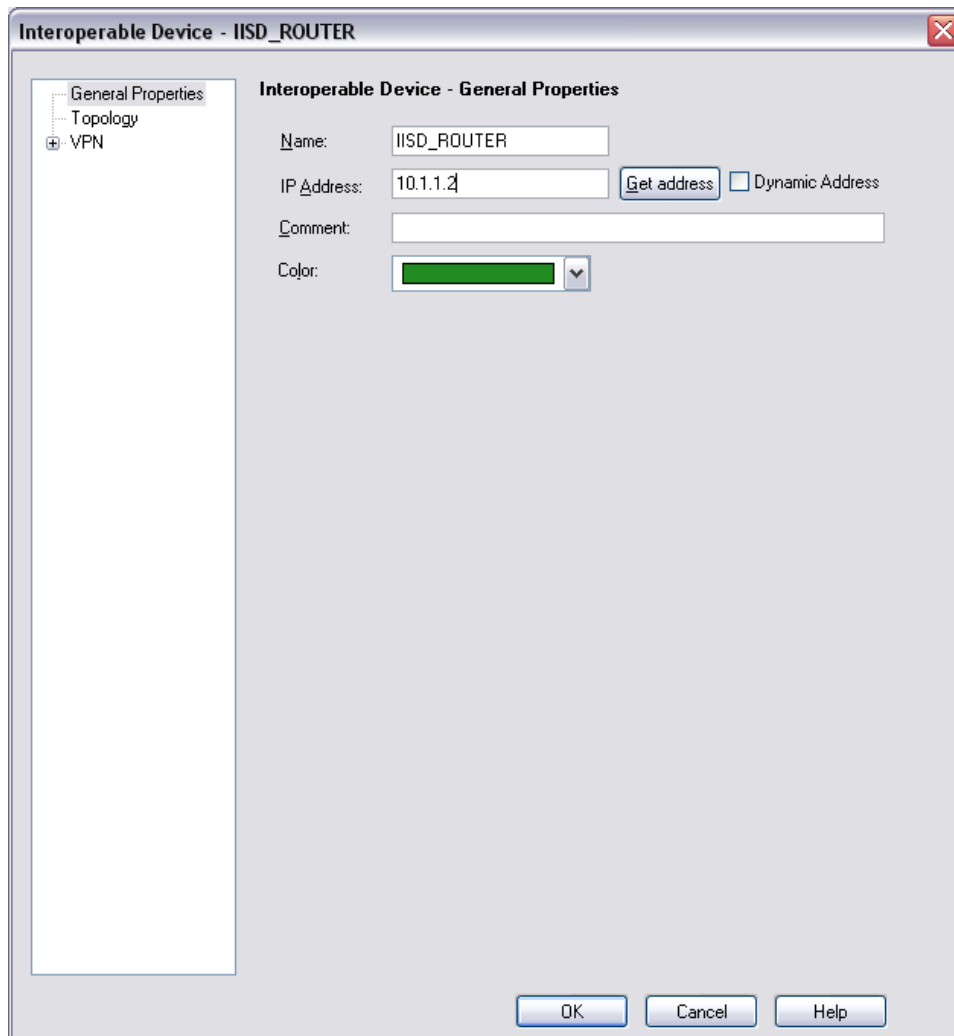 Interoperable Device - IISD_ROUTER
General Properties
Topology
VPN
Interoperable Device - General Properties
Name: IISD_ROUTER
IP Address: 10.1.1.2 Get address Dynamic Address
Comment:
Color:
OK Cancel Help